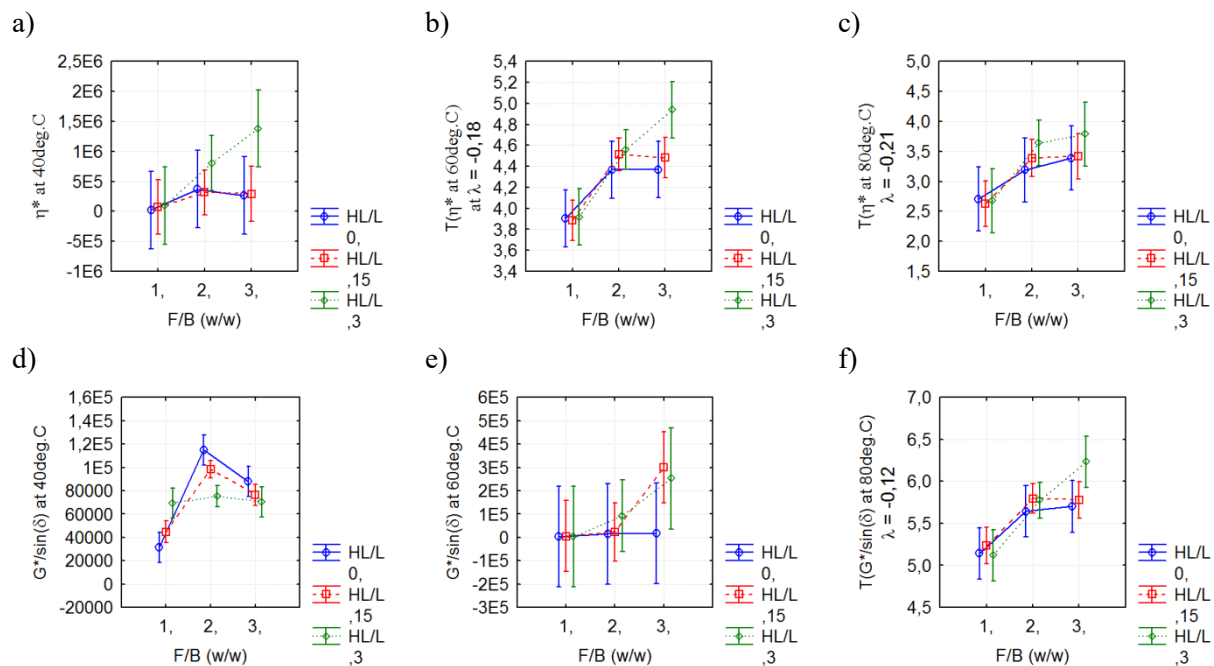 a)
η* at 40deg.C
2,5E6
2E6
1,5E6
1E6
5E5
0
-5E5
-1E6
1,
2,
3,
F/B (w/w)
HL/L
0,
HL/L
,15
HL/L
,3
b)
T(η* at 60deg.C)
at λ = -0,18
5,4
5,2
5,0
4,8
4,6
4,4
4,2
4,0
3,8
3,6
3,4
1,
2,
3,
F/B (w/w)
HL/L
0,
HL/L
,15
HL/L
,3
c)
T(η* at 80deg.C)
λ = -0,21
5,0
4,5
4,0
3,5
3,0
2,5
2,0
1,5
1,
2,
3,
F/B (w/w)
HL/L
0,
HL/L
,15
HL/L
,3
d)
G*/sin(δ) at 40deg.C
1,6E5
1,4E5
1,2E5
1E5
80000
60000
40000
20000
0
-20000
1,
2,
3,
F/B (w/w)
HL/L
0,
HL/L
,15
HL/L
,3
e)
G*/sin(δ) at 60deg.C
6E5
5E5
4E5
3E5
2E5
1E5
0
-1E5
-2E5
-3E5
1,
2,
3,
F/B (w/w)
HL/L
0,
HL/L
,15
HL/L
,3
f)
T(G*/sin(δ) at 80deg.C)
λ = -0,12
7,0
6,5
6,0
5,5
5,0
4,5
1,
2,
3,
F/B (w/w)
HL/L
0,
HL/L
,15
HL/L
,3